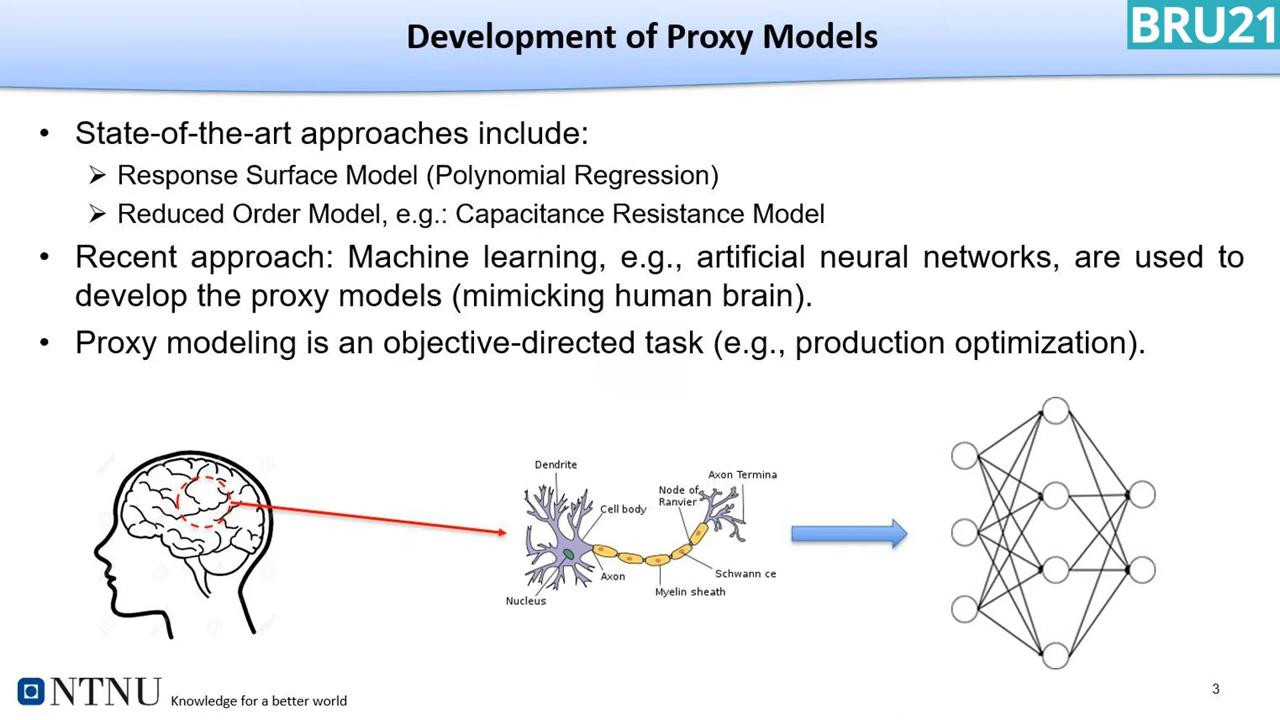 Development of Proxy Models
BRU21
• State-of-the-art approaches include:
➢ Response Surface Model (Polynomial Regression)
➢ Reduced Order Model, e.g.: Capacitance Resistance Model
• Recent approach: Machine learning, e.g., artificial neural networks, are used to
develop the proxy models (mimicking human brain).
• Proxy modeling is an objective-directed task (e.g., production optimization).
Dendrite
Axon Termina
Node of
Ranvier
Cell body
Axon
Schwann ce
Myelin sheath
Nucleus
NTNU
Knowledge for a better world
3